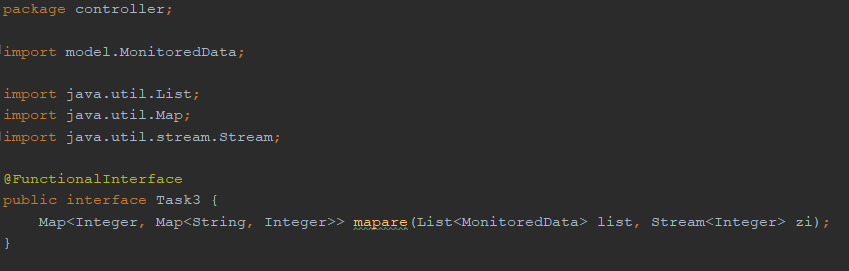 package controller;
import model.MonitoredData;
import java.util.List;
import java.util.Map;
import java.util.stream.Stream;
@FunctionalInterface
public interface Task3 {
    Map<Integer, Map<String, Integer>> mapare(List<MonitoredData> list, Stream<Integer> zi);
}